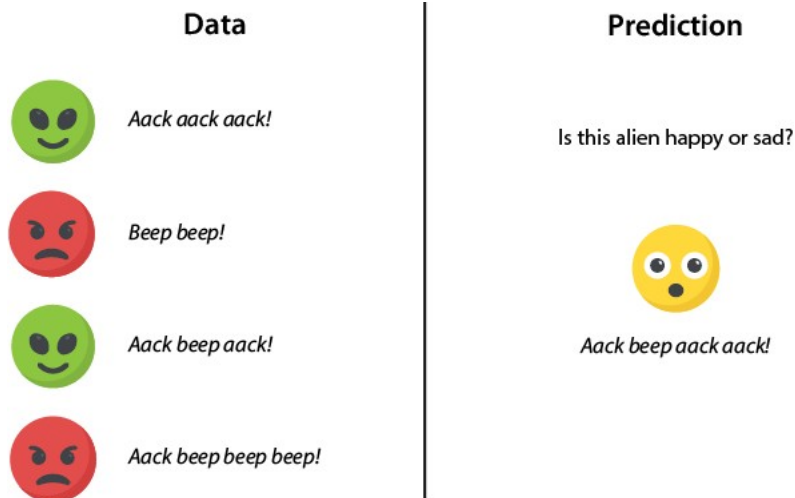 Data
Prediction
Aack aack aack!
Is this alien happy or sad?
Beep beep!
Aack beep aack!
Aack beep aack aack!
Aack beep beep beep!